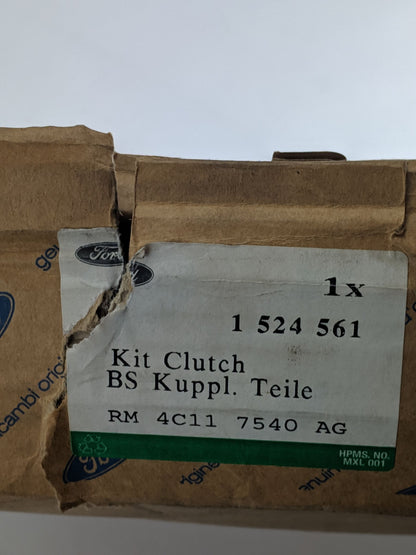 Ford
1x
1 524 561
Kit Clutch
BS Kuppl. Teile
RM 4C11 7540 AG
HPMS. NO.
MXL 001